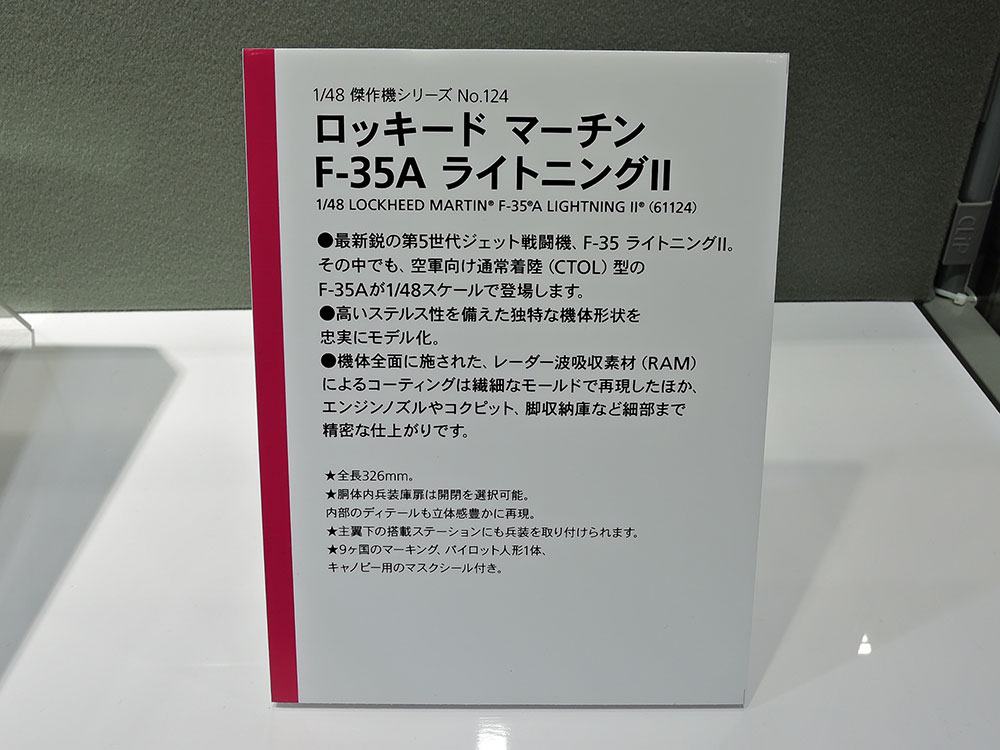 1/48 傑作機シリーズ No.124
ロッキード マーチン
F-35A ライトニングII
1/48 LOCKHEED MARTIN® F-35®A LIGHTNING II®（61124）
●最新鋭の第5世代ジェット戦闘機、F-35 ライトニングII。
その中でも、空軍向け通常着陸（CTOL）型の
F-35Aが1/48スケールで登場します。
●高いステルス性を備えた独特な機体形状を
忠実にモデル化。
●機体全面に施された、レーダー波吸収素材（RAM）
によるコーティングは繊細なモールドで再現したほか、
エンジンノズルやコクピット、脚収納庫など細部まで
精密な仕上がりです。
★全長326mm。
★胴体内兵装庫扉は開閉を選択可能。
内部のディテールも立体感豊かに再現。
★主翼下の搭載ステーションにも兵装を取り付けられます。
★9ヶ国のマーキング、パイロット人形1体、
キャノピー用のマスクシール付き。
CLiP